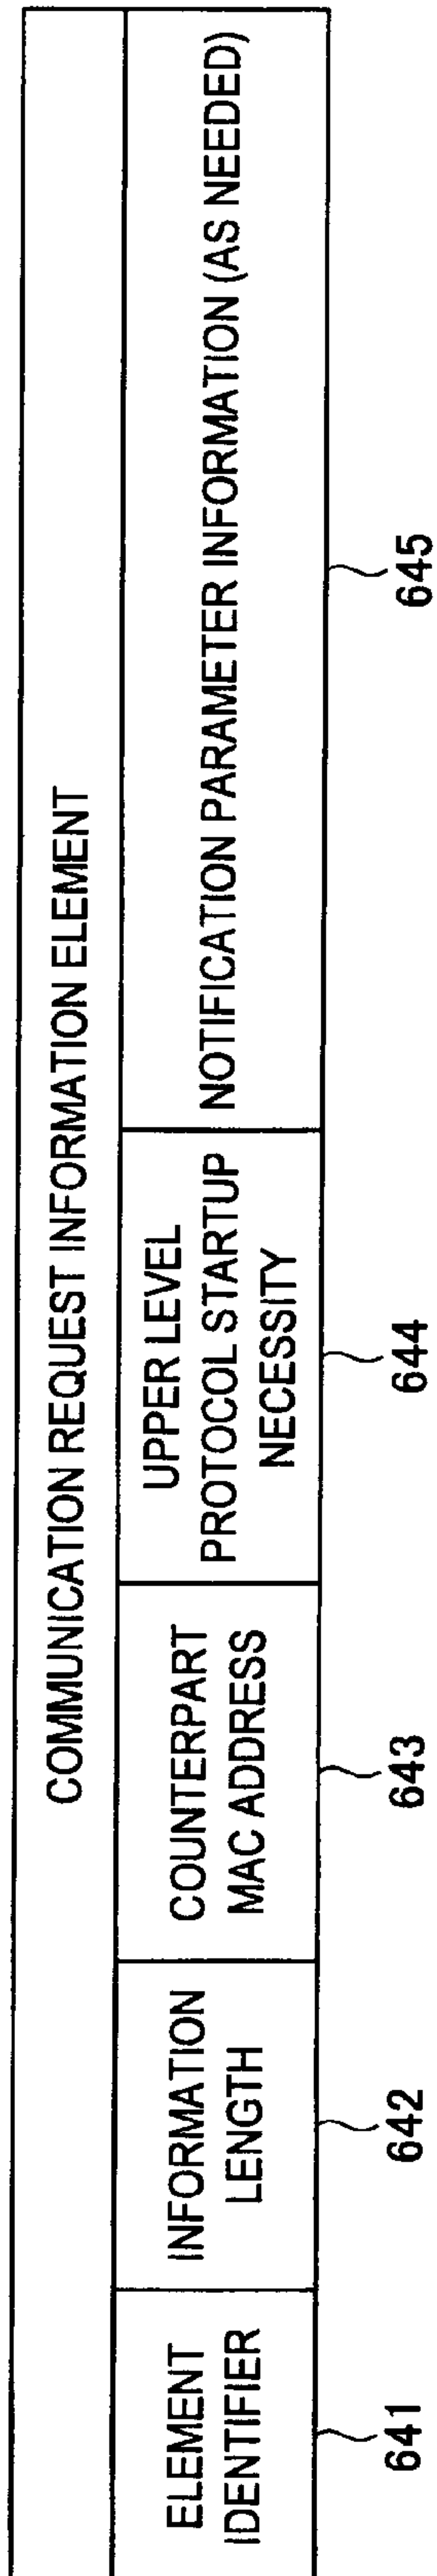 COMMUNICATION REQUEST INFORMATION ELEMENT
ELEMENT
IDENTIFIER
INFORMATION
LENGTH
COUNTERPART
MAC ADDRESS
UPPER LEVEL
PROTOCOL STARTUP
NECESSITY
NOTIFICATION PARAMETER INFORMATION (AS NEEDED)
641
642
643
644
645